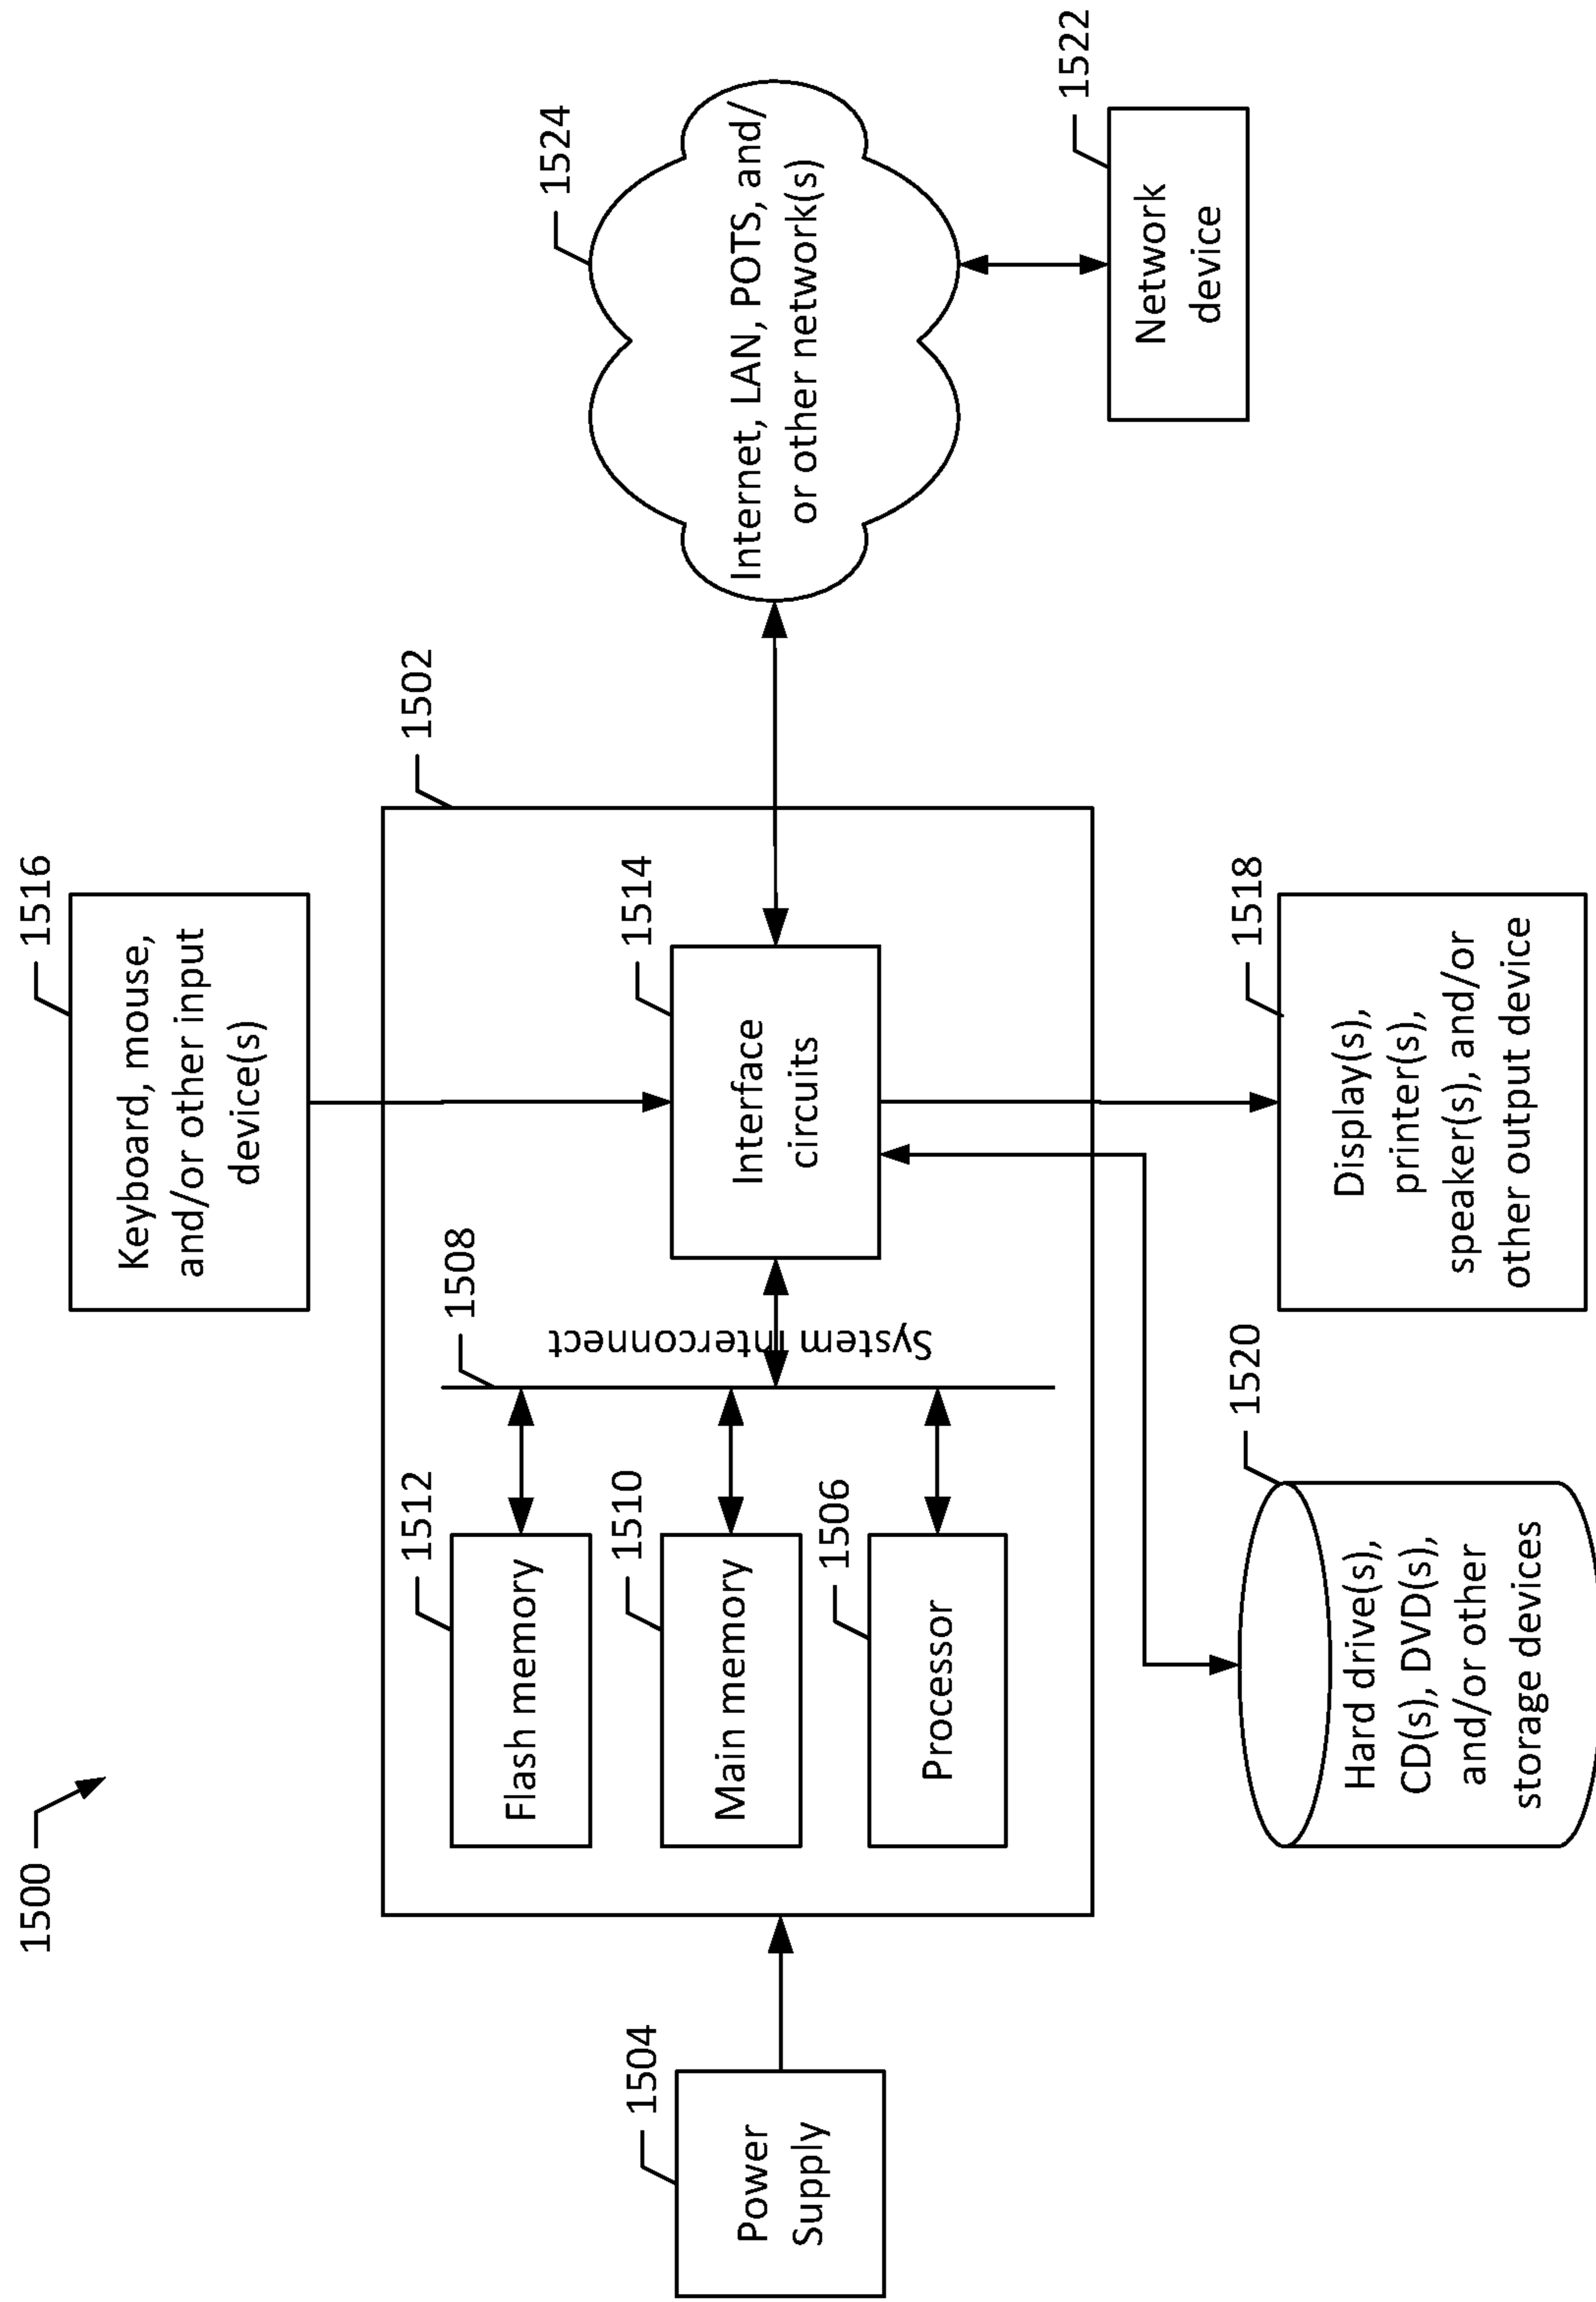 1500
1516
Keyboard, mouse,
and/or other input
device(s)
1502
1524
Internet, LAN, POTS, and/
or other network(s)
1504
Power
Supply
1512
Flash memory
1510
Main memory
1506
Processor
1508
System Interconnect
1514
Interface
circuits
1522
Network
device
1520
Hard drive(s),
CD(s), DVD(s),
and/or other
storage devices
1518
Display(s),
printer(s),
speaker(s), and/or
other output device